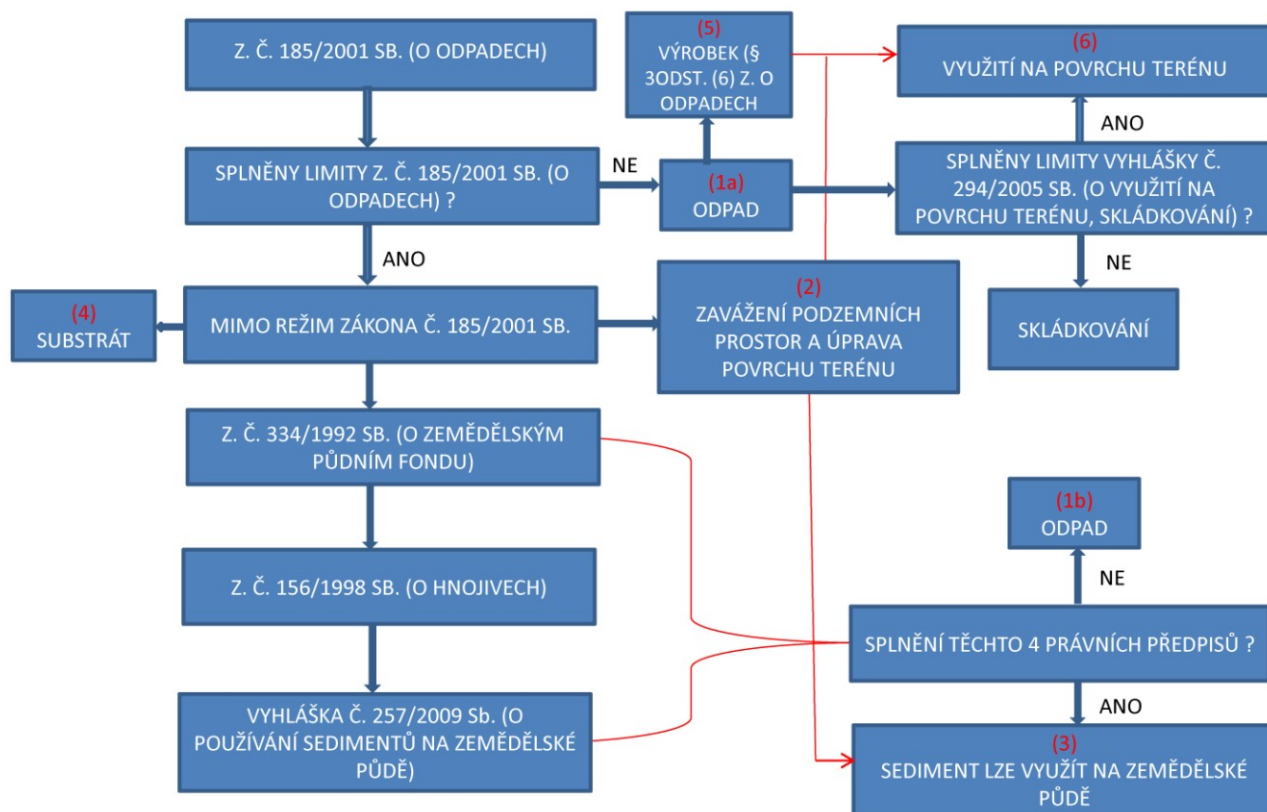 Z. Č. 185/2001 SB. (O ODPADECH)
(5)
VÝROBEK (§
3ODST. (6) Z. O
ODPADECH
(6)
VYUŽITÍ NA POVRCHU TERÉNU
ANO
SPLNĚNY LIMITY Z. Č. 185/2001 SB. (O
ODPADECH) ?
NE
(1a)
ODPAD
SPLNĚNY LIMITY VYHLÁŠKY Č.
294/2005 SB. (O VYUŽITÍ NA
POVRCHU TERÉNU, SKLÁDKOVÁNÍ) ?
ANO
NE
(4)
SUBSTRÁT
MIMO REŽIM ZÁKONA Č. 185/2001 SB.
(2)
ZAVÁŽENÍ PODZEMNÍCH
PROSTOR A ÚPRAVA
POVRCHU TERÉNU
SKLÁDKOVÁNÍ
Z. Č. 334/1992 SB. (O ZEMĚDĚLSKÝM
PŮDNÍM FONDU)
(1b)
ODPAD
NE
Z. Č. 156/1998 SB. (O HNOJIVECH)
SPLNĚNÍ TĚCHTO 4 PRÁVNÍCH PŘEDPISŮ ?
ANO
VYHLÁŠKA Č. 257/2009 Sb. (O
POUŽÍVÁNÍ SEDIMENTŮ NA ZEMĚDĚLSKÉ
PŮDĚ)
(3)
SEDIMENT LZE VYUŽÍT NA ZEMĚDĚLSKÉ
PŮDĚ